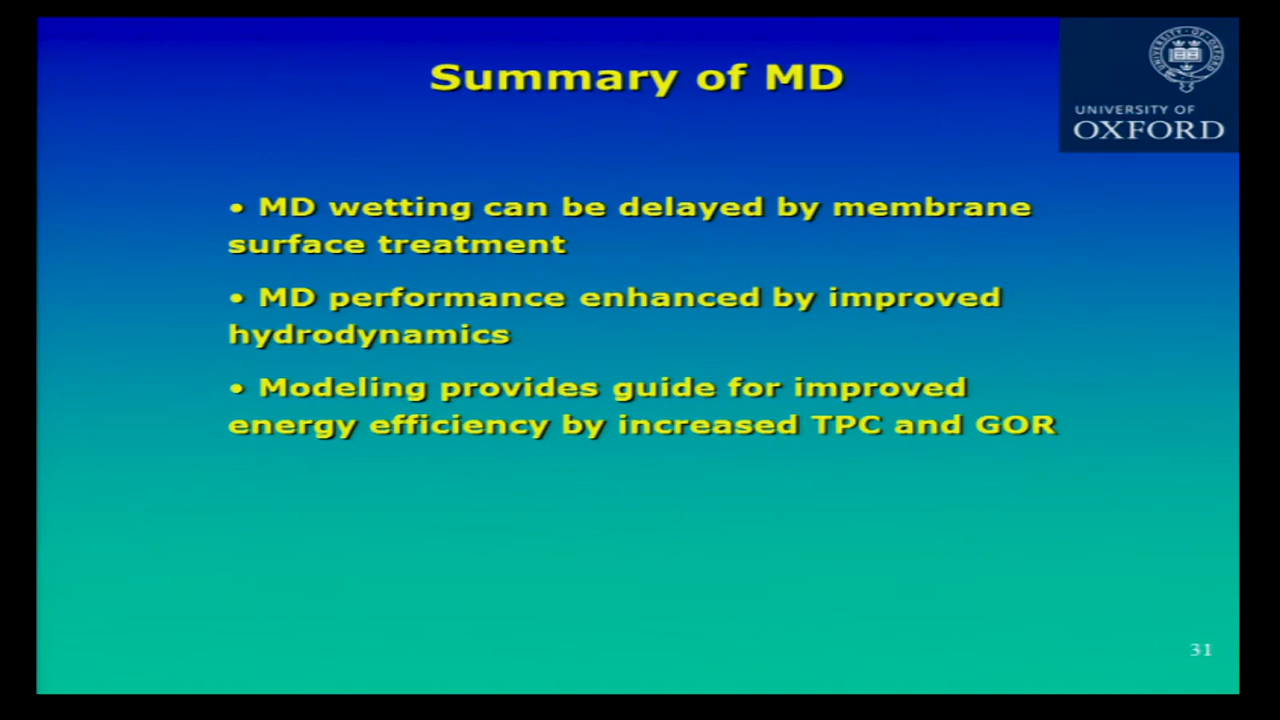 Summary of MD
UNIVERSITY OF
OXFORD
• MD wetting can be delayed by membrane
surface treatment
• MD performance enhanced by improved
hydrodynamics
• Modeling provides guide for improved
energy efficiency by increased TPC and GOR
31